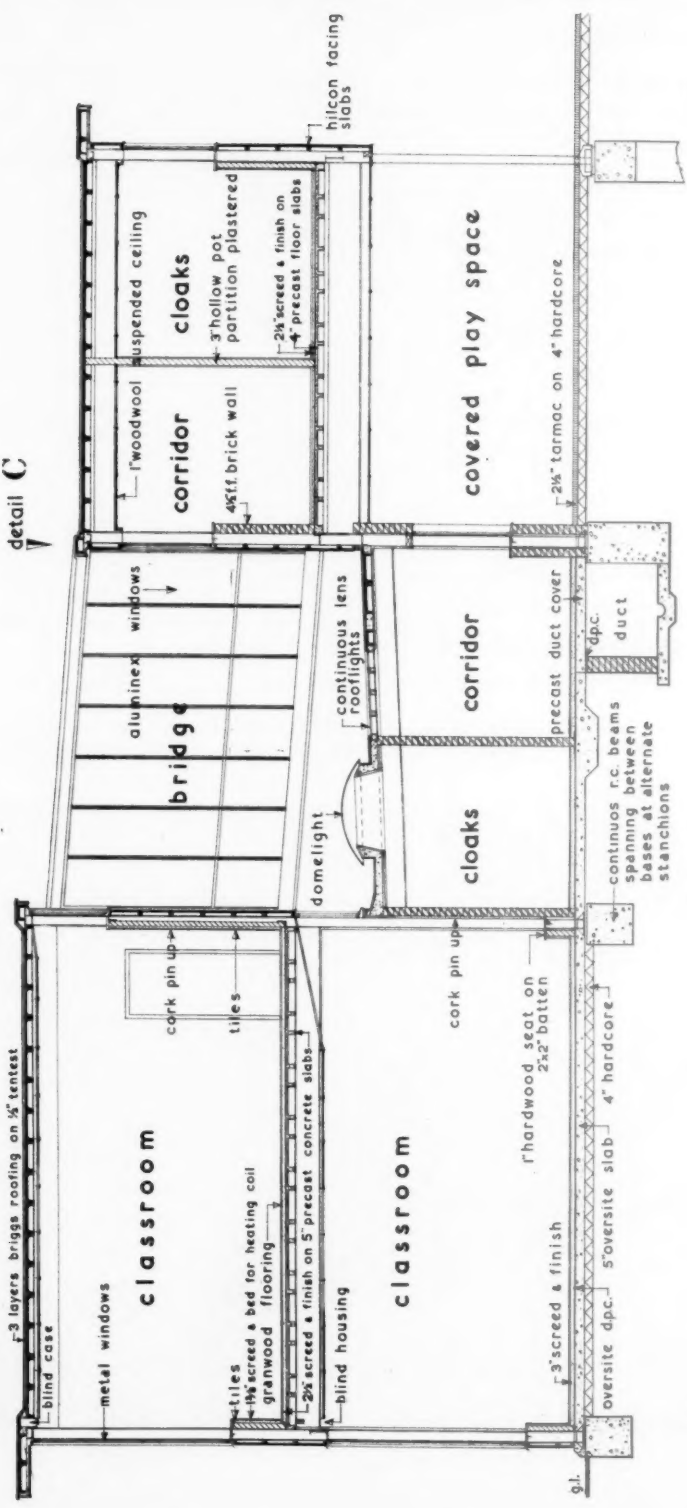 detail C
3 layers briggs roofing on ½" tentest
blind case
metal windows
classroom
cork pin up
tiles
tiles
1⅝" screed & bed for heating coil
granwood flooring
2½" screed & finish on 5" precast concrete slabs
blind housing
classroom
cork pin up
1" hardwood seat on
2"x2" batten
3" screed & finish
g.l.
oversite d.p.c.
5" oversite slab
4" hardcore
aluminex windows
bridge
domelight
continuous lens
rooflights
cloaks
corridor
precast duct cover
d.p.c.
duct
continuos r.c. beams
spanning between
bases at alternate
stanchions
1" woodwool suspended ceiling
corridor
cloaks
3" hollow pot
partition plastered
4½" f.f. brick wall
2½" screed & finish on
4" precast floor slabs
hilcon facing
slabs
covered play space
2½" tarmac on 4" hardcore